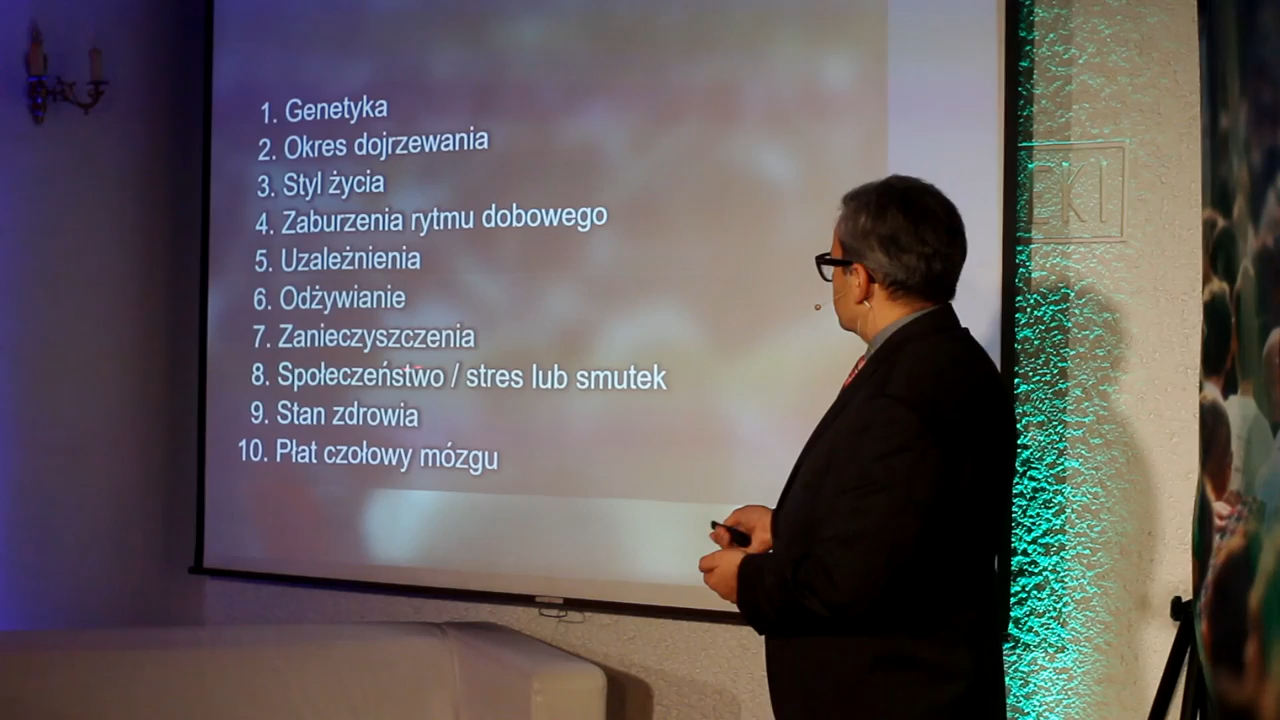 1. Genetyka
2. Okres dojrzewania
3. Styl życia
4. Zaburzenia rytmu dobowego
5. Uzależnienia
6. Odżywianie
7. Zanieczyszczenia
8. Społeczeństwo / stres lub smutek
9. Stan zdrowia
10. Płat czołowy mózgu